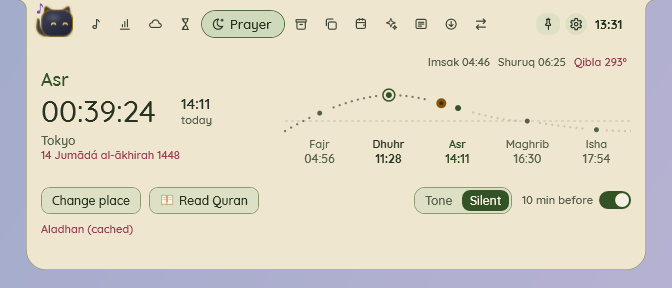 Prayer 13:31
Imsak 04:46 Shuruq 06:25 Qibla 293°
Asr
00:39:24 14:11
today
Tokyo
14 Jumādá al-ākhirah 1448
Fajr Dhuhr Asr Maghrib Isha
04:56 11:28 14:11 16:30 17:54
Change place Read Quran Tone Silent 10 min before
Aladhan (cached)